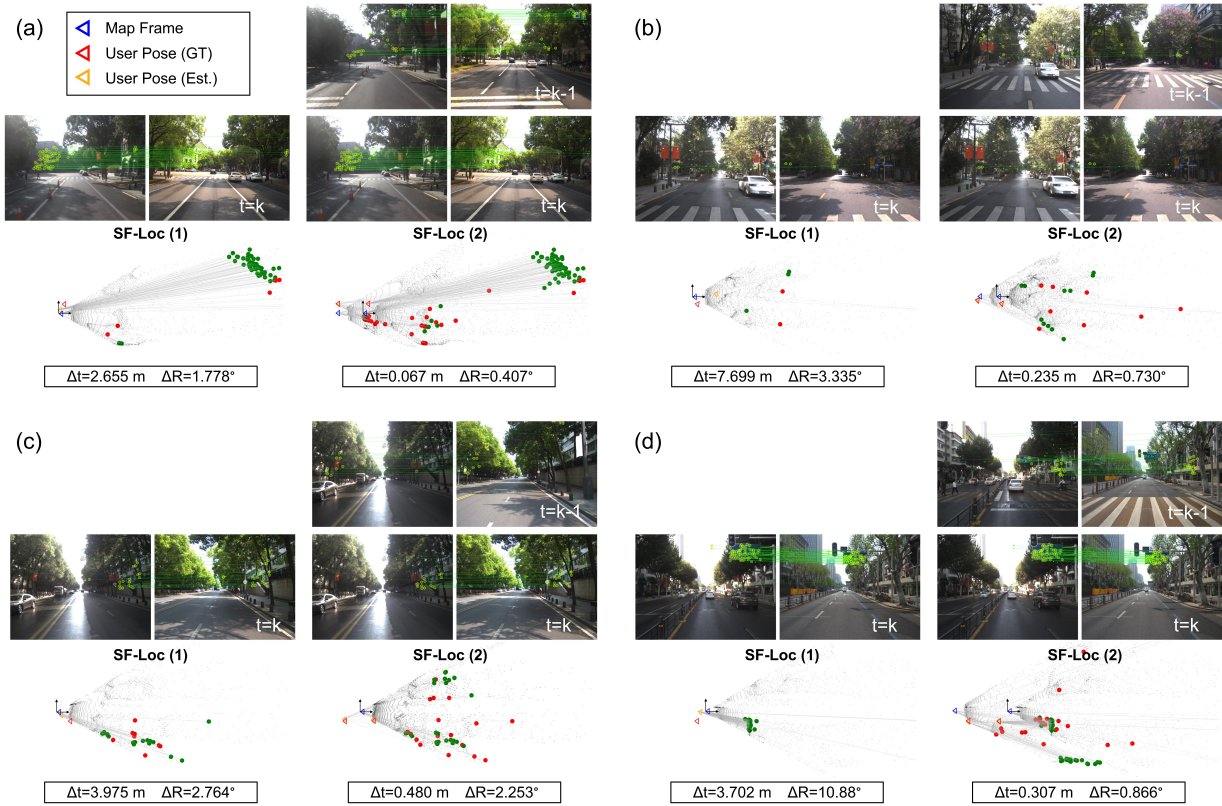 (a)
Map Frame
User Pose (GT)
User Pose (Est.)
t=k-1
t=k
t=k
SF-Loc (1)
SF-Loc (2)
Δt=2.655 m ΔR=1.778°
Δt=0.067 m ΔR=0.407°
(b)
t=k-1
t=k
t=k
SF-Loc (1)
SF-Loc (2)
Δt=7.699 m ΔR=3.335°
Δt=0.235 m ΔR=0.730°
(c)
t=k-1
t=k
t=k
SF-Loc (1)
SF-Loc (2)
Δt=3.975 m ΔR=2.764°
Δt=0.480 m ΔR=2.253°
(d)
t=k-1
t=k
t=k
SF-Loc (1)
SF-Loc (2)
Δt=3.702 m ΔR=10.88°
Δt=0.307 m ΔR=0.866°